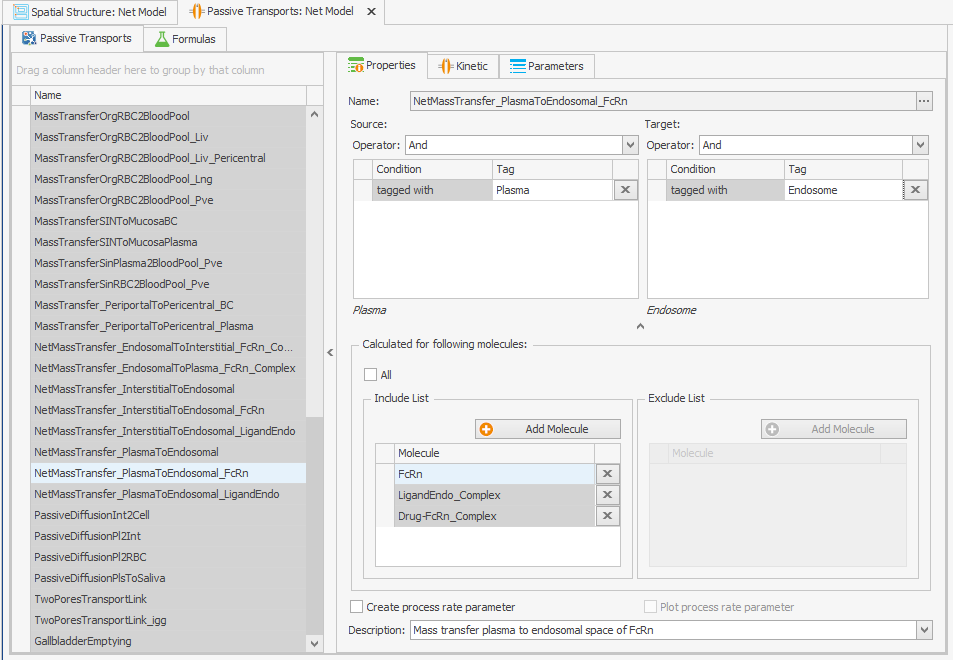 Spatial Structure: Net Model
Passive Transports: Net Model
Passive Transports
Formulas
Drag a column header here to group by that column
Name
MassTransferOrgRBC2BloodPool
MassTransferOrgRBC2BloodPool_Liv
MassTransferOrgRBC2BloodPool_Liv_Pericentral
MassTransferOrgRBC2BloodPool_Lng
MassTransferOrgRBC2BloodPool_Pve
MassTransferSINToMucosaBC
MassTransferSINToMucosaPlasma
MassTransferSinPlasma2BloodPool_Pve
MassTransferSinRBC2BloodPool_Pve
MassTransfer_PeriportalToPericentral_BC
MassTransfer_PeriportalToPericentral_Plasma
NetMassTransfer_EndosomalToInterstitial_FcRn_Co...
NetMassTransfer_EndosomalToPlasma_FcRn_Complex
NetMassTransfer_InterstitialToEndosomal
NetMassTransfer_InterstitialToEndosomal_FcRn
NetMassTransfer_InterstitialToEndosomal_LigandEndo
NetMassTransfer_PlasmaToEndosomal
NetMassTransfer_PlasmaToEndosomal_FcRn
NetMassTransfer_PlasmaToEndosomal_LigandEndo
PassiveDiffusionInt2Cell
PassiveDiffusionPl2Int
PassiveDiffusionPl2RBC
PassiveDiffusionPlsToSaliva
TwoPoresTransportLink
TwoPoresTransportLink_igg
GallbladderEmptying
Properties
Kinetic
Parameters
Name:
NetMassTransfer_PlasmaToEndosomal_FcRn
Source:
Operator: And
Condition Tag
tagged with Plasma
Plasma
Target:
Operator: And
Condition Tag
tagged with Endosome
Endosome
Calculated for following molecules:
All
Include List
Add Molecule
Molecule
FcRn
LigandEndo_Complex
Drug-FcRn_Complex
Exclude List
Add Molecule
Molecule
Create process rate parameter
Plot process rate parameter
Description: Mass transfer plasma to endosomal space of FcRn